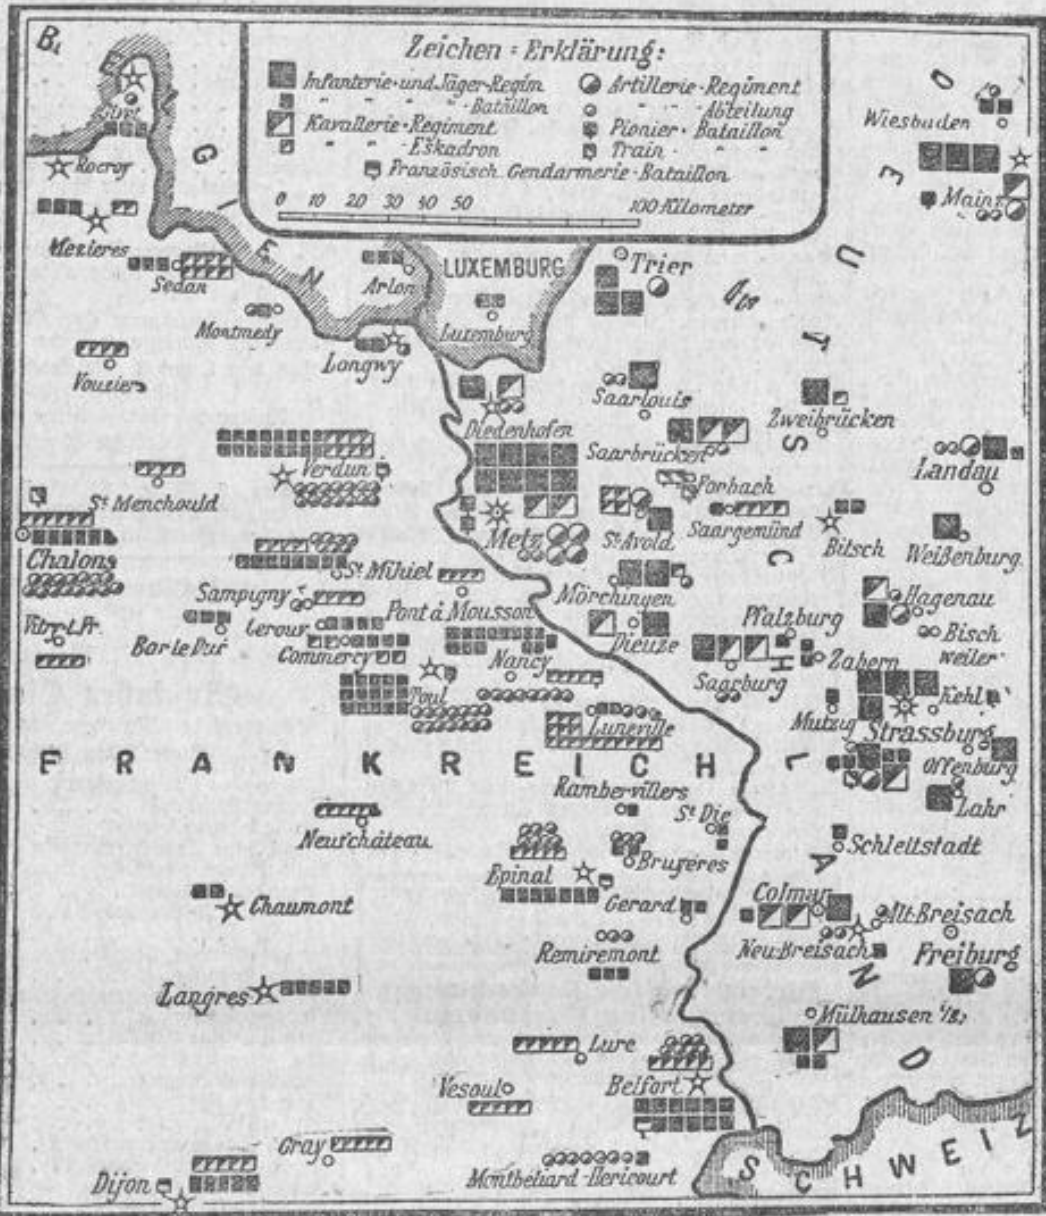 Zeichen=Erklärung:
Infanterie-und Jäger-Regim
" " " -Bataillon
Kavallerie-Regiment
" " Eskadron
Artillerie-Regiment
" " Abteilung
Pionier-Bataillon
Train " "
Französisch. Gendarmerie-Bataillon
0 10 20 30 40 50 100 Kilometer
B E L G I E N
LUXEMBURG
Luxemburg
Givet
Rocroy
Mezieres
Sedan
Arlon
Montmedy
Longwy
Vouziers
Wiesbaden
Mainz
Trier
Saarlouis
Zweibrücken
Diedenhofen
Saarbrücken
Landau
Verdun
St Menehould
Forbach
Saargemünd
Bitsch
Weißenburg
Metz
St Avold
Chalons
St Mihiel
Sampigny
Pont à Mousson
Mörchingen
Pfalzburg
Hagenau
Bischweiler
Bar le Duc
Lerouv
Commercy
Nancy
Dieuze
Saarburg
Zabern
Toul
Luneville
Mutzig
Kehl
Strassburg
Offenburg
Lahr
F R A N K R E I C H
D E U T S C H L A N D
Rambervillers
St Die
Neufchâteau
Epinal
Bruyéres
Schlettstadt
Chaumont
Gerard
Colmar
Alt-Breisach
Neu-Breisach
Freiburg
Remiremont
Langres
Mülhausen i/E.
Lure
Vesoul
Belfort
Gray
Dijon
Montbéliard-Hericourt
S C H W E I Z